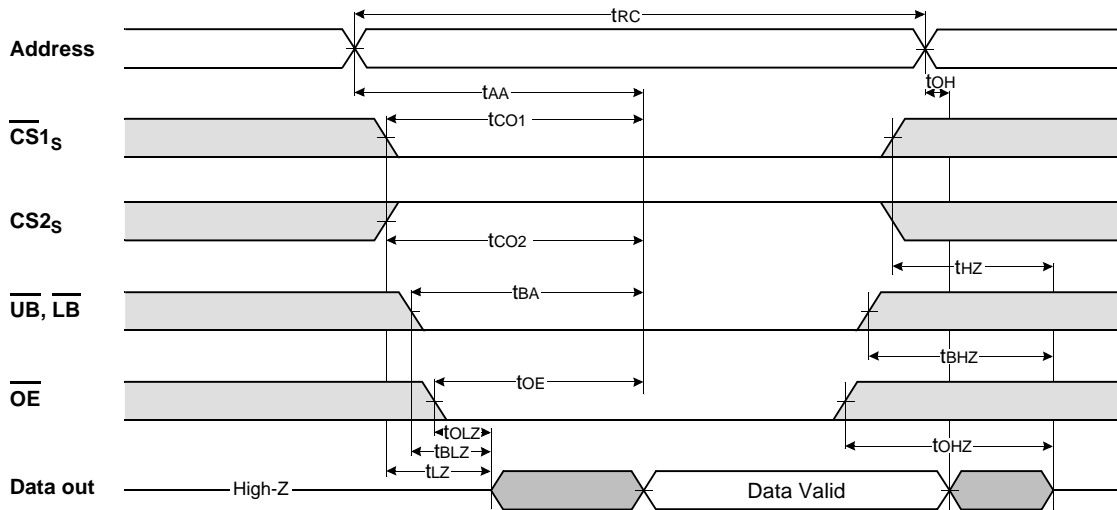 tRC
Address
tOH
tAA
CS1S
tCO1
CS2S
tCO2
tHZ
UB, LB
tBA
tBHZ
OE
tOE
tOLZ
tOHZ
tBLZ
tLZ
Data out
High-Z
Data Valid